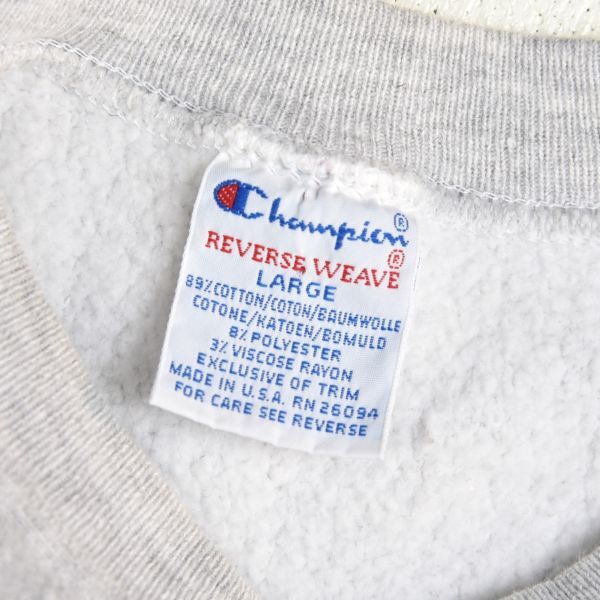 Champion®
REVERSE WEAVE®
LARGE
89% COTTON/COTON/BAUMWOLLE
COTONE/KATOEN/BOMULD
8% POLYESTER
3% VISCOSE RAYON
EXCLUSIVE OF TRIM
MADE IN U.S.A. RN 26094
FOR CARE SEE REVERSE